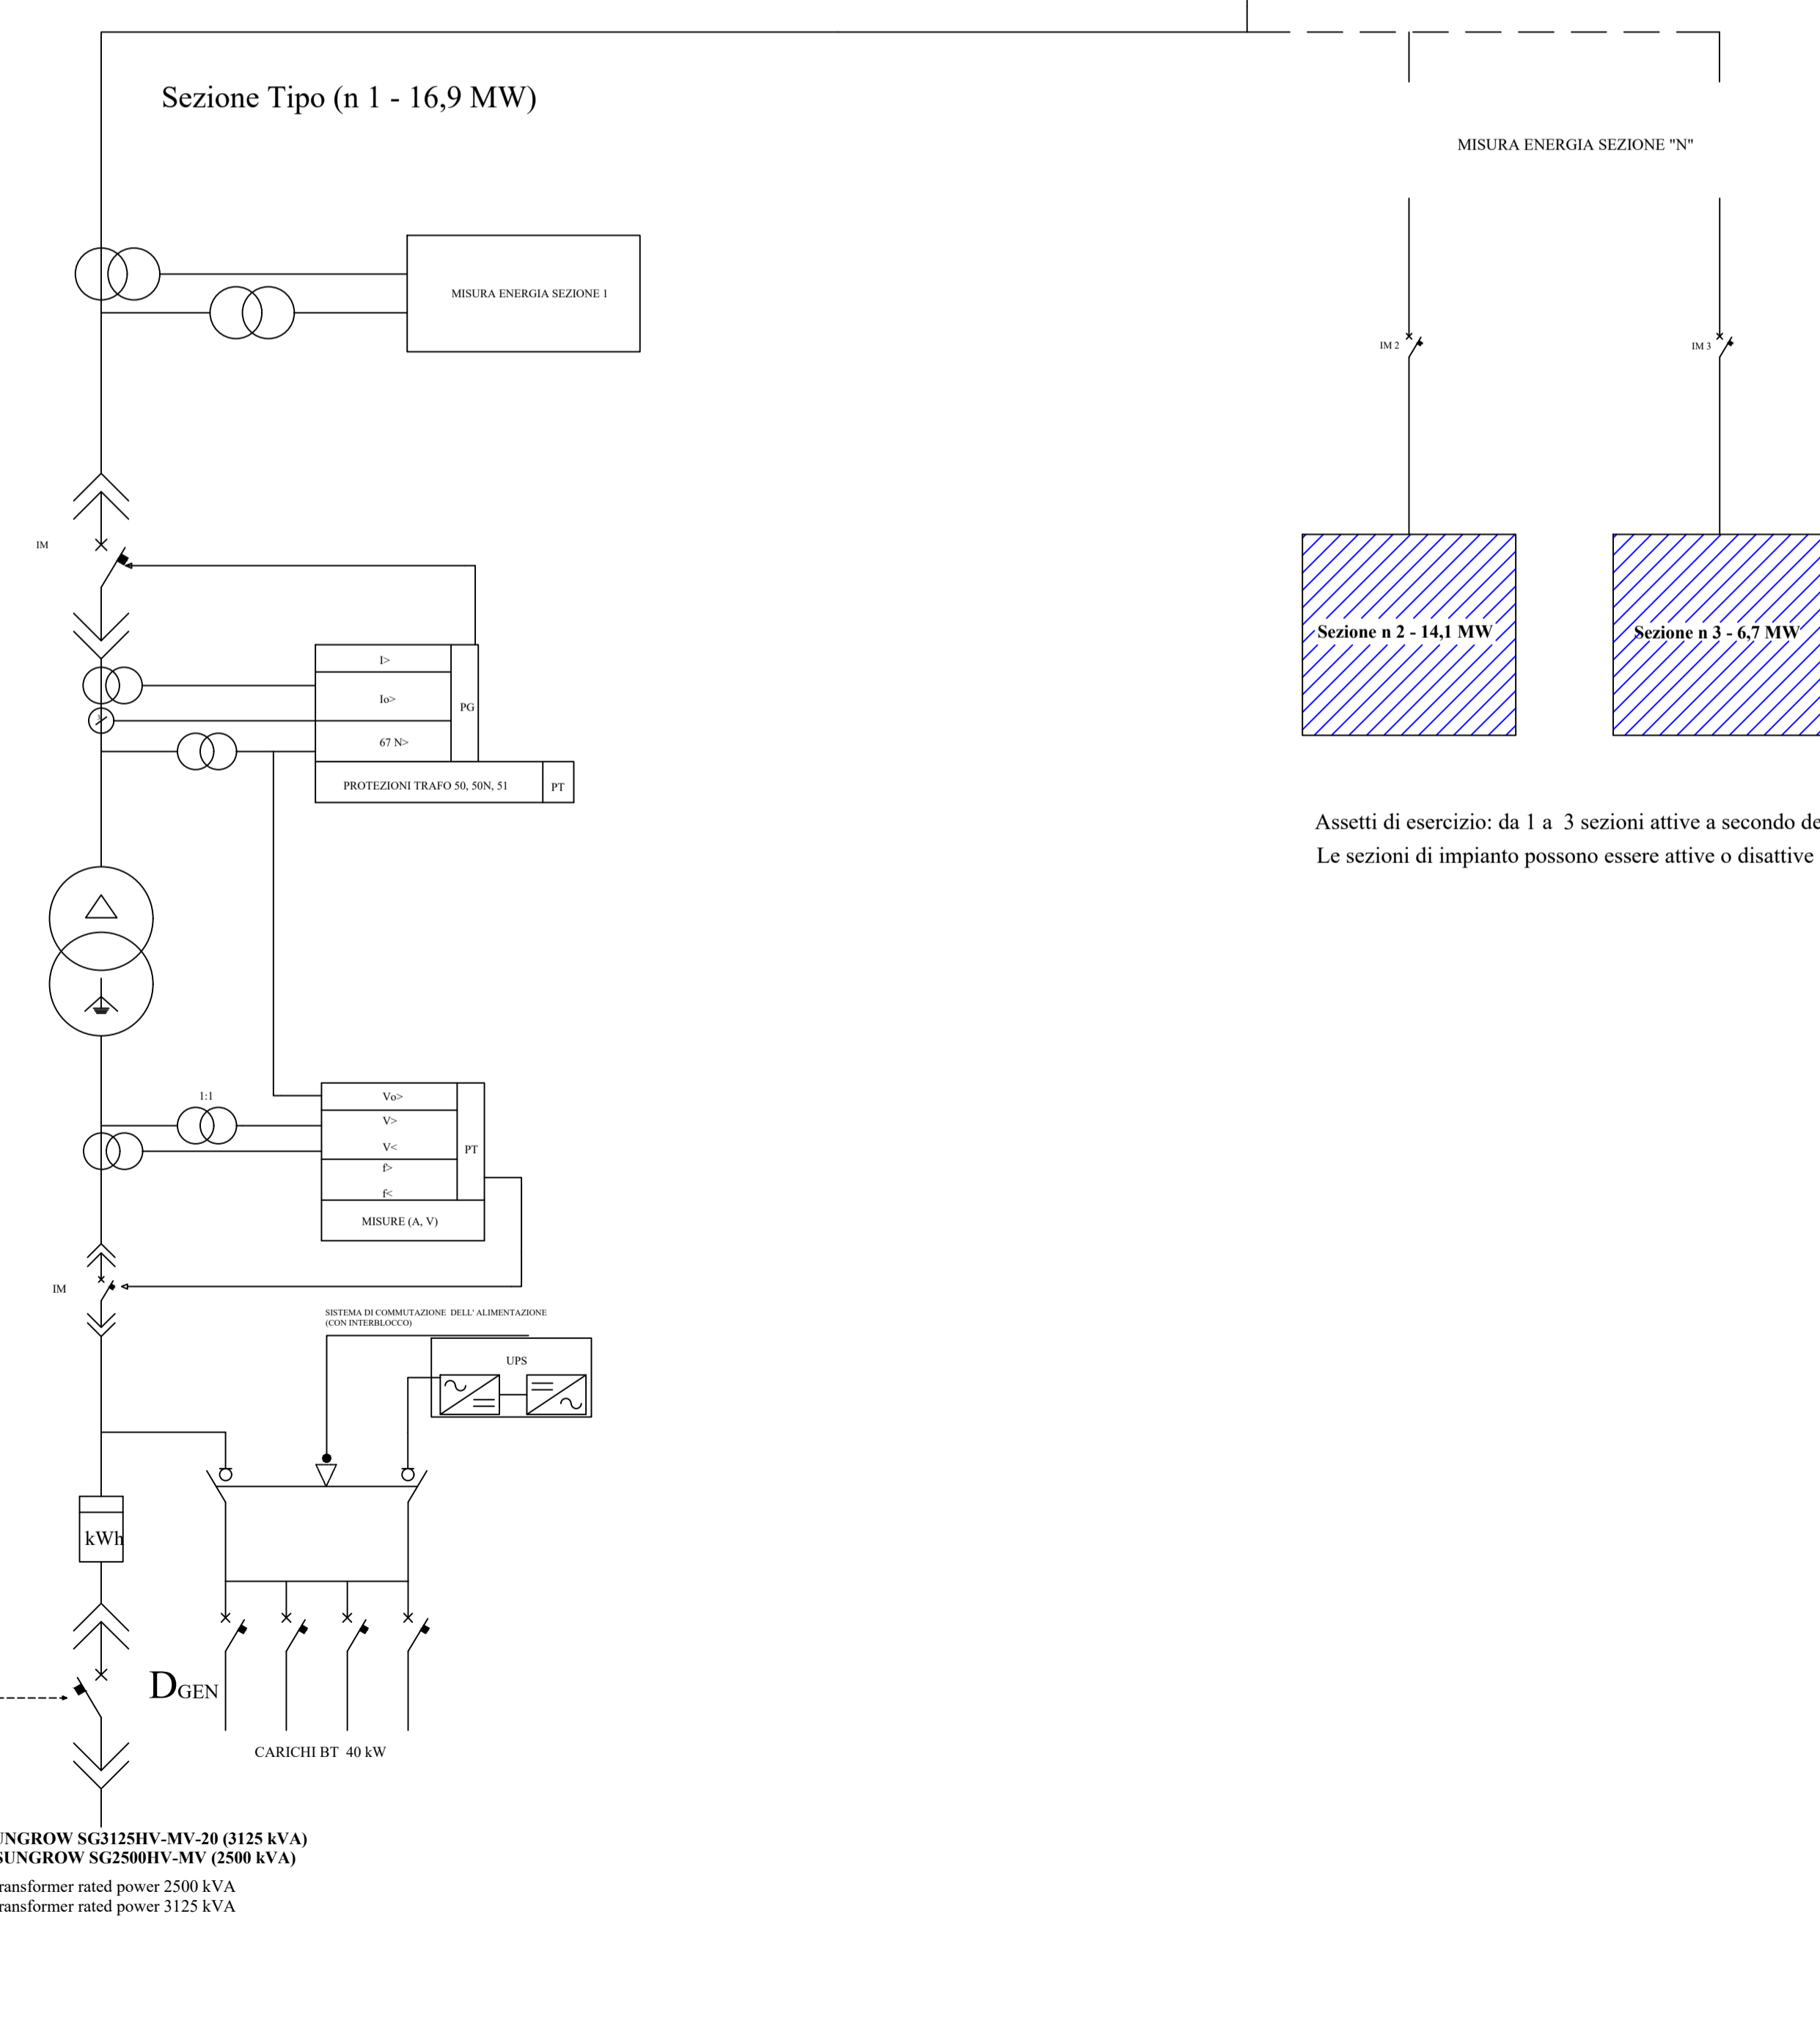 Sezione Tipo (n 1 - 16,9 MW)
MISURA ENERGIA SEZIONE "N"
MISURA ENERGIA SEZIONE 1
IM 2
IM 3
IM
Sezione n 2 - 14,1 MW
Sezione n 3 - 6,7 MW
I>
Io>
PG
67 N>
PROTEZIONI TRAFO 50, 50N, 51
PT
Assetti di esercizio: da 1 a 3 sezioni attive a secondo de
Le sezioni di impianto possono essere attive o disattive
1:1
Vo>
V>
V<
PT
f>
f<
MISURE (A, V)
IM
SISTEMA DI COMMUTAZIONE DELL' ALIMENTAZIONE
(CON INTERBLOCCO)
UPS
kWh
DGEN
CARICHI BT 40 kW
UNGROW SG3125HV-MV-20 (3125 kVA)
SUNGROW SG2500HV-MV (2500 kVA)
ransformer rated power 2500 kVA
ransformer rated power 3125 kVA